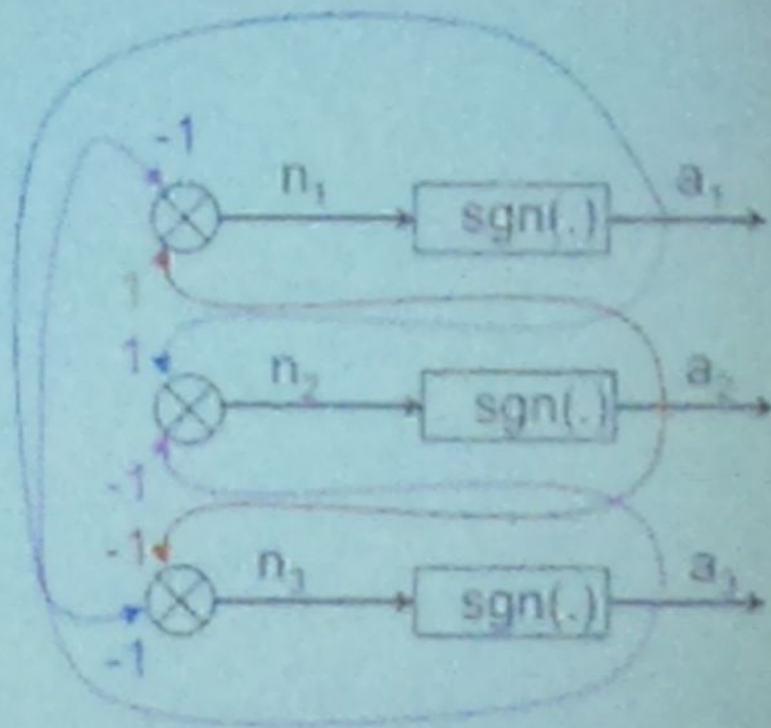 -1
n₁ sgn(.) a₁
1
1
n₂ sgn(.) a₂
-1
-1
n₃ sgn(.) a₃
-1